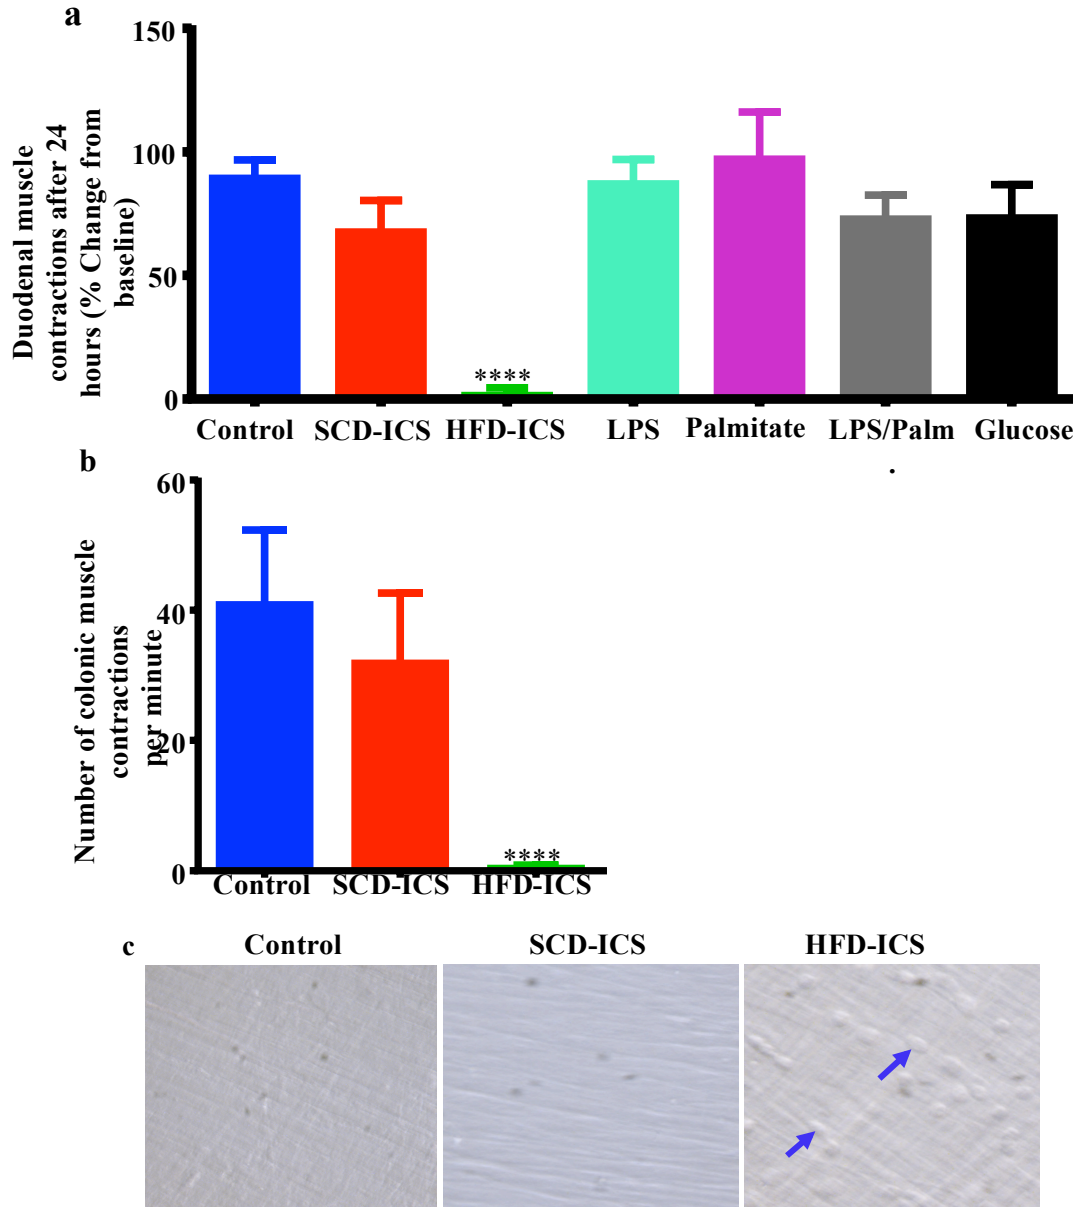 a
150
100
50
0
Duodenal muscle
contractions after 24
hours (% Change from
baseline)
****
Control SCD-ICS HFD-ICS LPS Palmitate LPS/Palm Glucose
.
b
60
40
20
0
Number of colonic muscle
contractions
per minute
****
Control SCD-ICS HFD-ICS
c Control SCD-ICS HFD-ICS